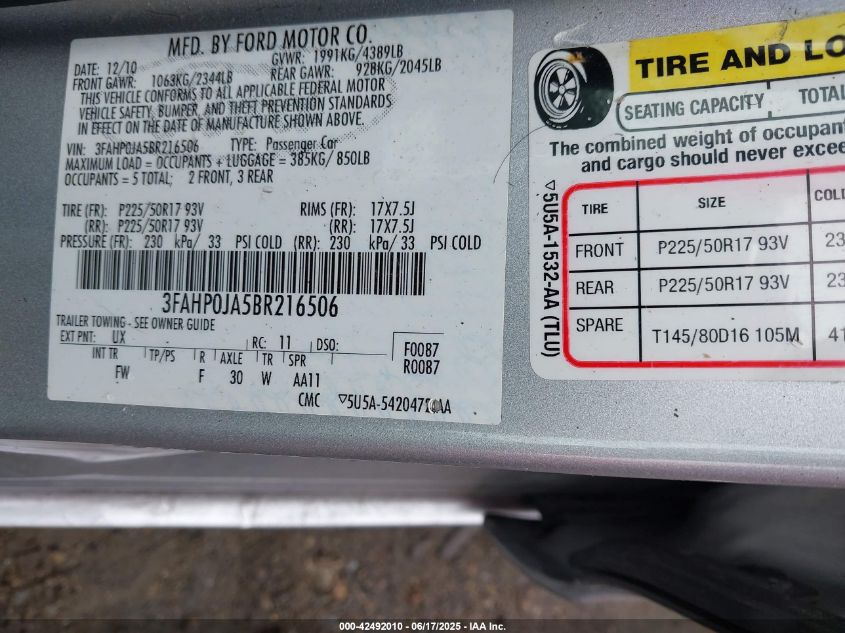 MFD. BY FORD MOTOR CO.
DATE: 12/10 GVWR: 1991KG/4389LB
FRONT GAWR: 1063KG/2344LB REAR GAWR: 928KG/2045LB
THIS VEHICLE CONFORMS TO ALL APPLICABLE FEDERAL MOTOR
VEHICLE SAFETY, BUMPER, AND THEFT PREVENTION STANDARDS
IN EFFECT ON THE DATE OF MANUFACTURE SHOWN ABOVE.
VIN: 3FAHP0JA5BR216506 TYPE: Passenger Car
MAXIMUM LOAD = OCCUPANTS + LUGGAGE = 385KG/ 850LB
OCCUPANTS = 5 TOTAL; 2 FRONT, 3 REAR
TIRE (FR): P225/50R17 93V RIMS (FR): 17X7.5J
(RR): P225/50R17 93V (RR): 17X7.5J
PRESSURE (FR): 230 kPa/ 33 PSI COLD (RR): 230 kPa/ 33 PSI COLD
3FAHP0JA5BR216506
TRAILER TOWING - SEE OWNER GUIDE
EXT PNT: UX - RC: 11 DSO: F0087
INT TR TP/PS R AXLE TR SPR R0087
FW F 30 W AA11
CMC ▽5U5A-5420472 AA
TIRE AND LO
SEATING CAPACITY TOTAL
The combined weight of occupant
and cargo should never excee
▽5U5A-1532-AA (TLU)
TIRE SIZE COL
FRONT P225/50R17 93V 23
REAR P225/50R17 93V 23
SPARE T145/80D16 105M 41
000-42492010 - 06/17/2025 - IAA Inc.